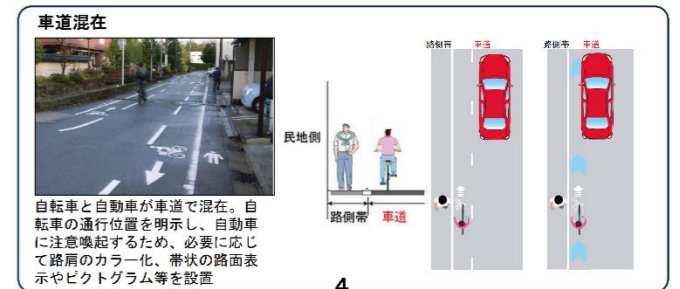 車道混在
路側帯 車道
路側帯 車道
民地側
路側帯 車道
自転車と自動車が車道で混在。自
転車の通行位置を明示し、自動車
に注意喚起するため、必要に応じ
て路肩のカラー化、帯状の路面表
示やピクトグラム等を設置
4